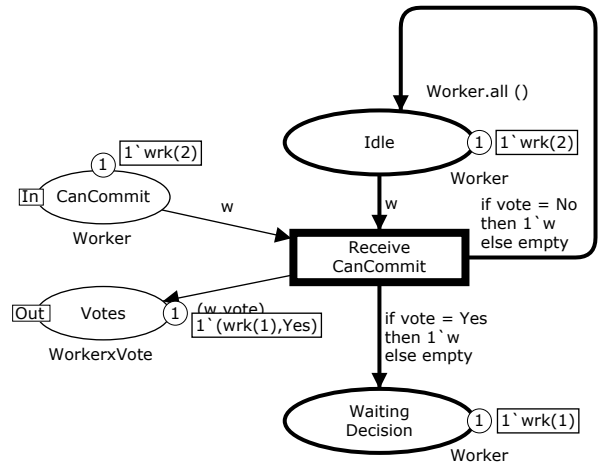 Worker.all ()
1`wrk(2)
1
Idle
1
1`wrk(2)
Worker
In
CanCommit
Worker
w
w
if vote = No
then 1`w
else empty
Receive
CanCommit
Out
Votes
1
(w,vote)
1`(wrk(1),Yes)
WorkerxVote
if vote = Yes
then 1`w
else empty
Waiting
Decision
1
1`wrk(1)
Worker